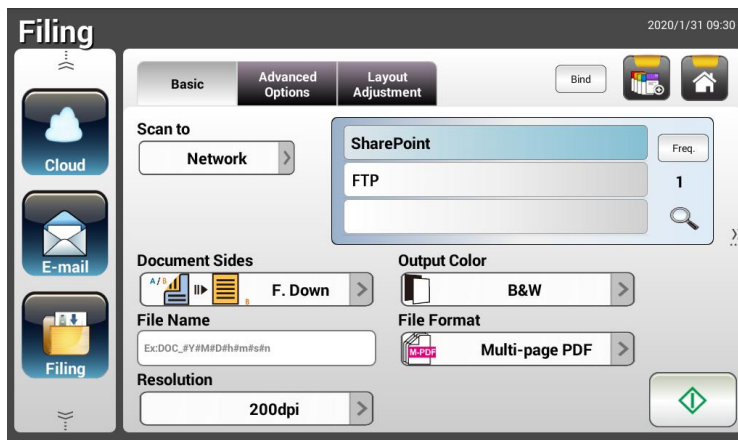 Filing
2020/1/31 09:30
Cloud
E-mail
Filing
Basic
Advanced
Options
Layout
Adjustment
Bind
Scan to
Network
SharePoint
FTP
Freq.
1
Document Sides
A/B
B
F. Down
Output Color
B&W
File Name
Ex:DOC_#Y#M#D#h#m#s#n
File Format
M-PDF
Multi-page PDF
Resolution
200dpi